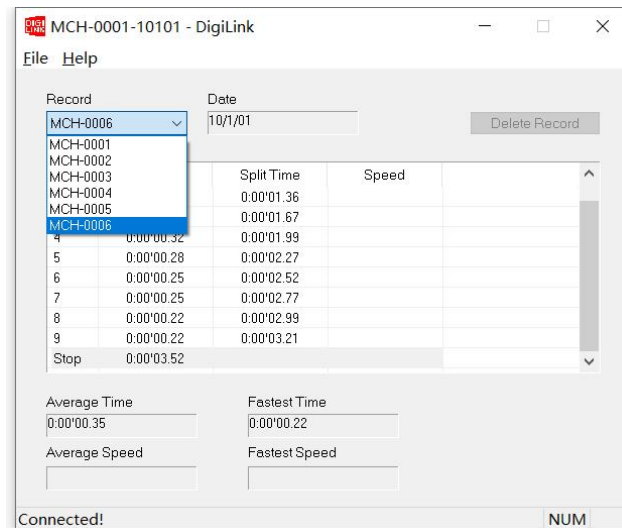 DIGI
LINK
MCH-0001-10101 - DigiLink
File Help
Record Date
MCH-0006 10/1/01 Delete Record
MCH-0001
MCH-0002
MCH-0003
MCH-0004
MCH-0005
MCH-0006
Split Time Speed
0:00'01.36
0:00'01.67
4 0:00'00.32 0:00'01.99
5 0:00'00.28 0:00'02.27
6 0:00'00.25 0:00'02.52
7 0:00'00.25 0:00'02.77
8 0:00'00.22 0:00'02.99
9 0:00'00.22 0:00'03.21
Stop 0:00'03.52
Average Time Fastest Time
0:00'00.35 0:00'00.22
Average Speed Fastest Speed
Connected! NUM